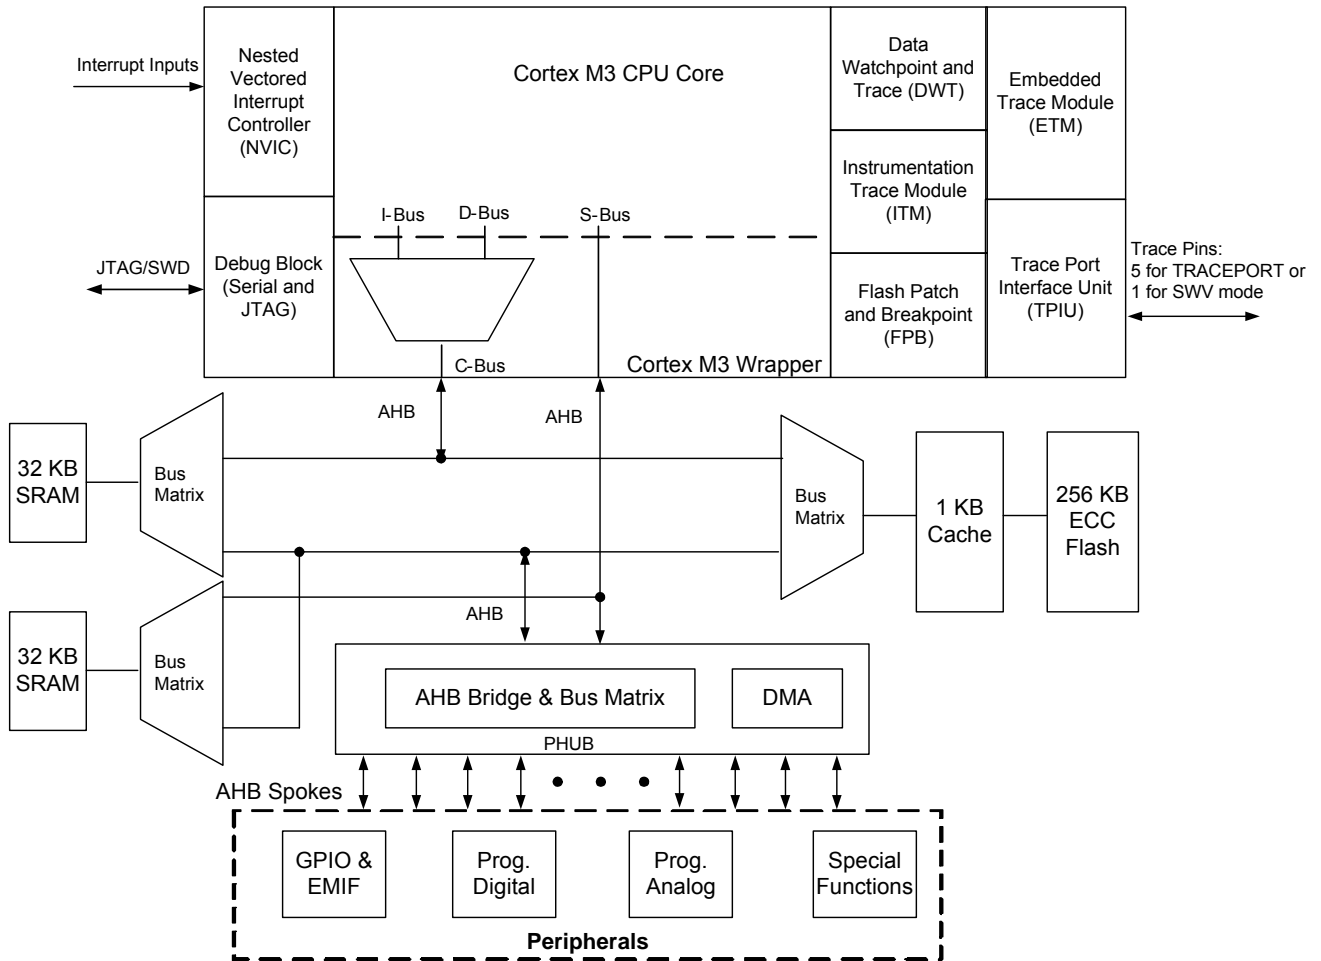 Interrupt Inputs
Nested
Vectored
Interrupt
Controller
(NVIC)
Cortex M3 CPU Core
Data
Watchpoint and
Trace (DWT)
Embedded
Trace Module
(ETM)
Instrumentation
Trace Module
(ITM)
I-Bus
D-Bus
S-Bus
JTAG/SWD
Debug Block
(Serial and
JTAG)
Flash Patch
and Breakpoint
(FPB)
Trace Port
Interface Unit
(TPIU)
Trace Pins:
5 for TRACEPORT or
1 for SWV mode
C-Bus
Cortex M3 Wrapper
AHB
AHB
32 KB
SRAM
Bus
Matrix
Bus
Matrix
1 KB
Cache
256 KB
ECC
Flash
AHB
32 KB
SRAM
Bus
Matrix
AHB Bridge & Bus Matrix
DMA
PHUB
AHB Spokes
GPIO &
EMIF
Prog.
Digital
Prog.
Analog
Special
Functions
Peripherals